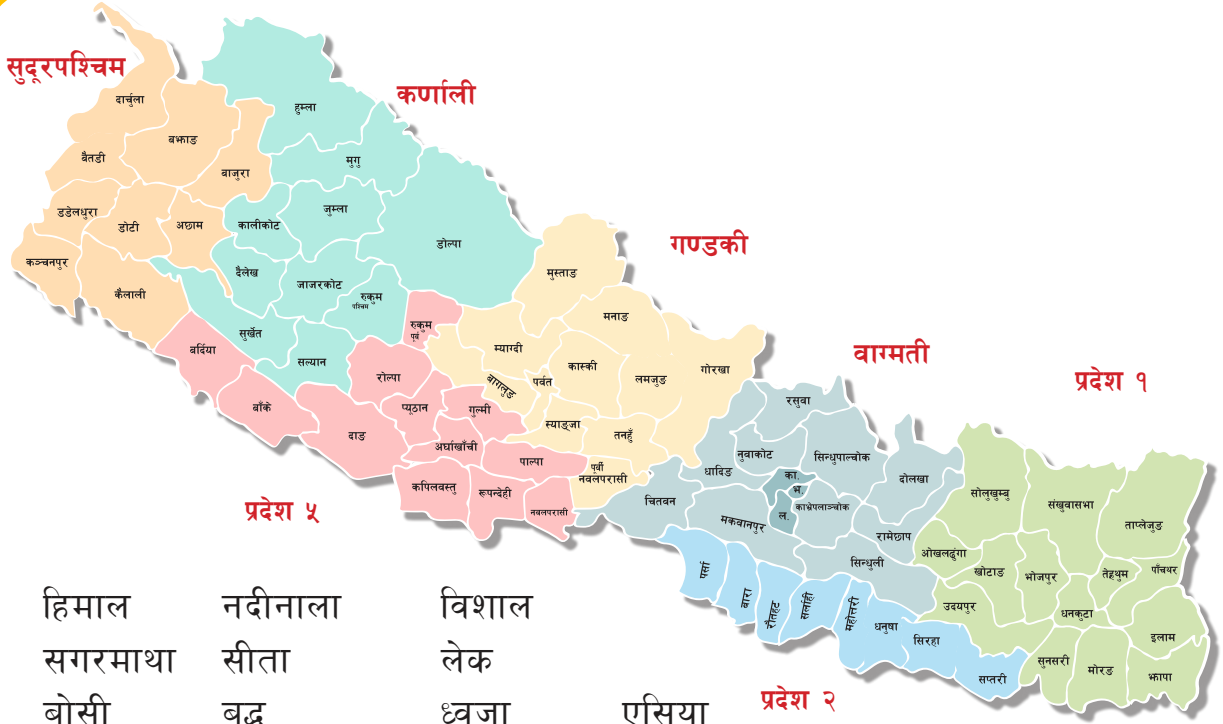 सुदूरपश्चिम
कर्णाली
गण्डकी
वाग्मती
प्रदेश १
प्रदेश ५
प्रदेश २
दार्चुला
बझाङ
बैतडी
बाजुरा
डडेलधुरा
डोटी
अछाम
कञ्चनपुर
कैलाली
हुम्ला
मुगु
जुम्ला
कालीकोट
डोल्पा
दैलेख
जाजरकोट
रुकुम
पश्चिम
सुर्खेत
सल्यान
रुकुम
पूर्व
बर्दिया
बाँके
रोल्पा
प्यूठान
गुल्मी
दाङ
अर्घाखाँची
पाल्पा
कपिलवस्तु
रूपन्देही
नवलपरासी
मुस्ताङ
मनाङ
म्याग्दी
कास्की
पर्वत
बागलुङ
लमजुङ
गोरखा
स्याङ्जा
तनहुँ
पूर्वी
नवलपरासी
रसुवा
नुवाकोट
सिन्धुपाल्चोक
धादिङ
का.
भ.
ल.
काभ्रेपलाञ्चोक
दोलखा
चितवन
मकवानपुर
रामेछाप
सिन्धुली
पर्सा
बारा
रौतहट
सर्लाही
महोत्तरी
धनुषा
सिरहा
सप्तरी
सोलुखुम्बु
संखुवासभा
ताप्लेजुङ
ओखलढुंगा
खोटाङ
भोजपुर
तेह्रथुम
पाँचथर
उदयपुर
धनकुटा
इलाम
सुनसरी
मोरङ
झापा
हिमाल नदीनाला विशाल
सगरमाथा सीता लेक
बोसी बुद्ध ध्वजा एसिया